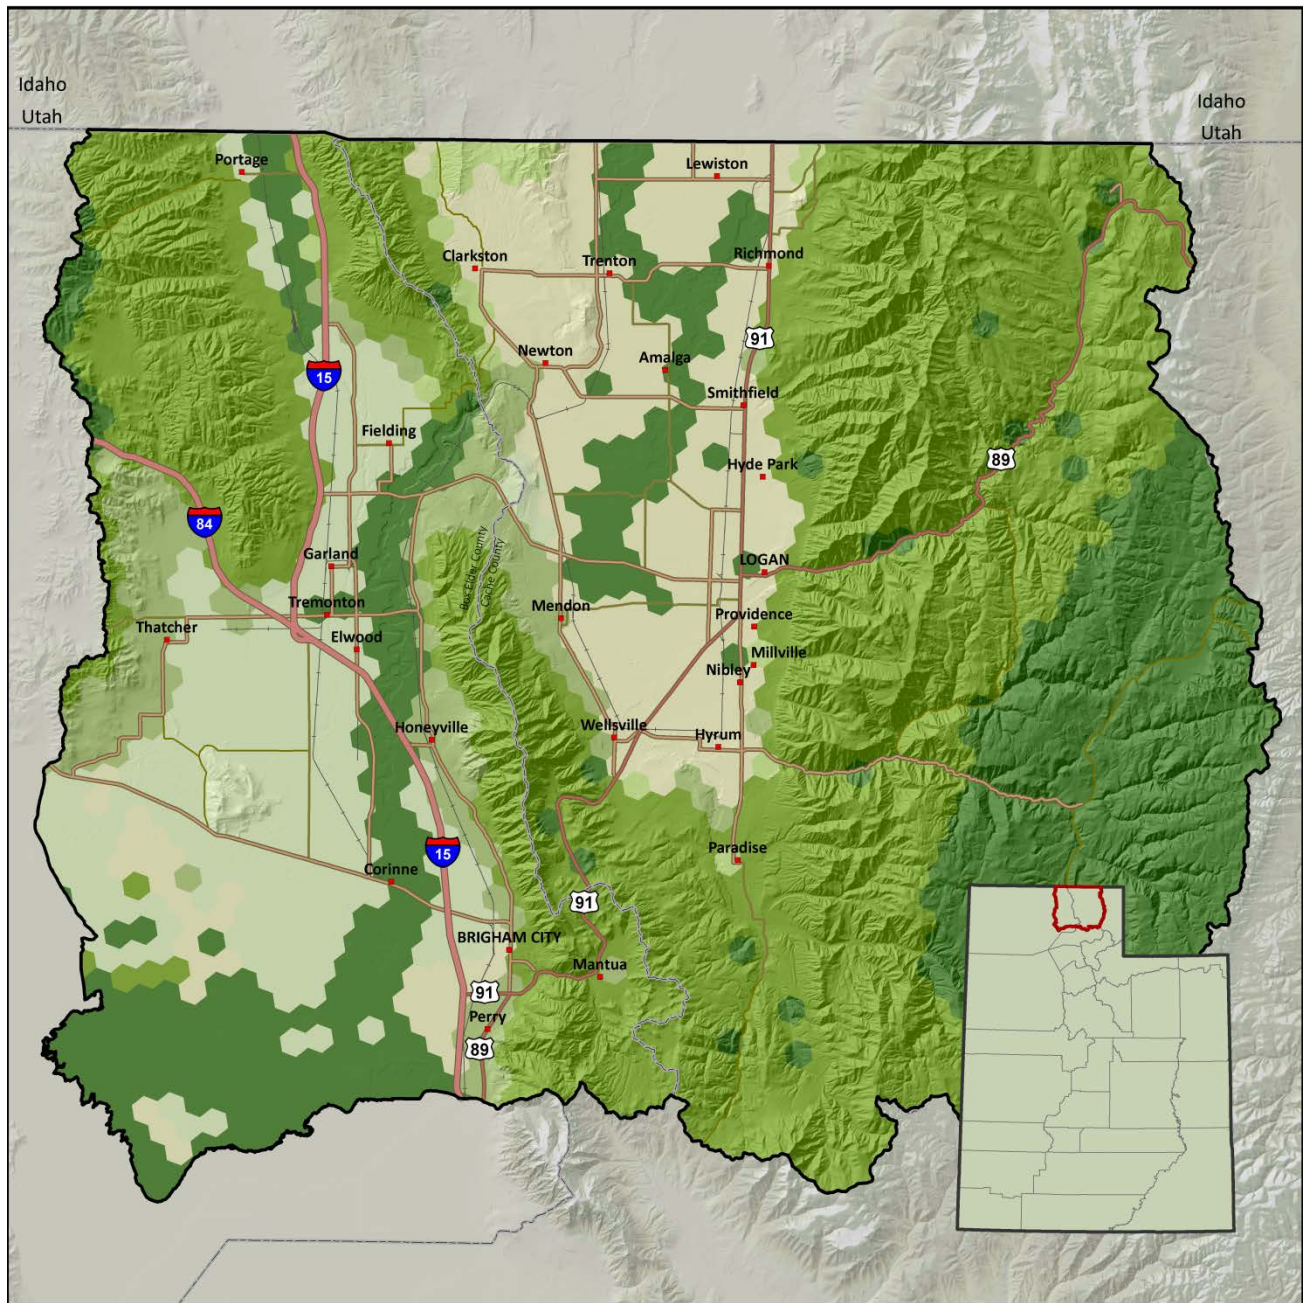 Idaho
Utah
Idaho
Utah
Portage
Lewiston
Clarkston
Trenton
Richmond
91
Newton
Amalga
15
Smithfield
Fielding
Hyde Park
89
84
Garland
LOGAN
Box Elder County
Cache County
Tremonton
Mendon
Providence
Thatcher
Elwood
Millville
Nibley
Honeyville
Wellsville
Hyrum
15
Paradise
Corinne
91
BRIGHAM CITY
Mantua
91
Perry
89